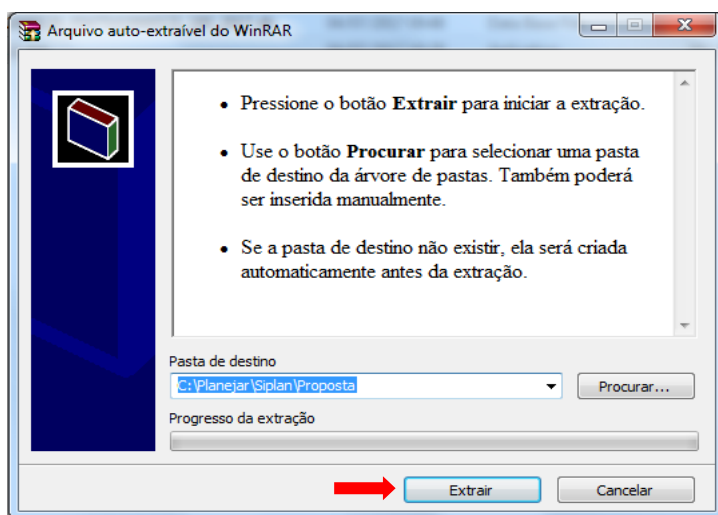 Arquivo auto-extraível do WinRAR
• Pressione o botão Extrair para iniciar a extração.
• Use o botão Procurar para selecionar uma pasta
de destino da árvore de pastas. Também poderá
ser inserida manualmente.
• Se a pasta de destino não existir, ela será criada
automaticamente antes da extração.
Pasta de destino
C:\Planejar\Siplan\Proposta
Procurar...
Progresso da extração
Extrair
Cancelar